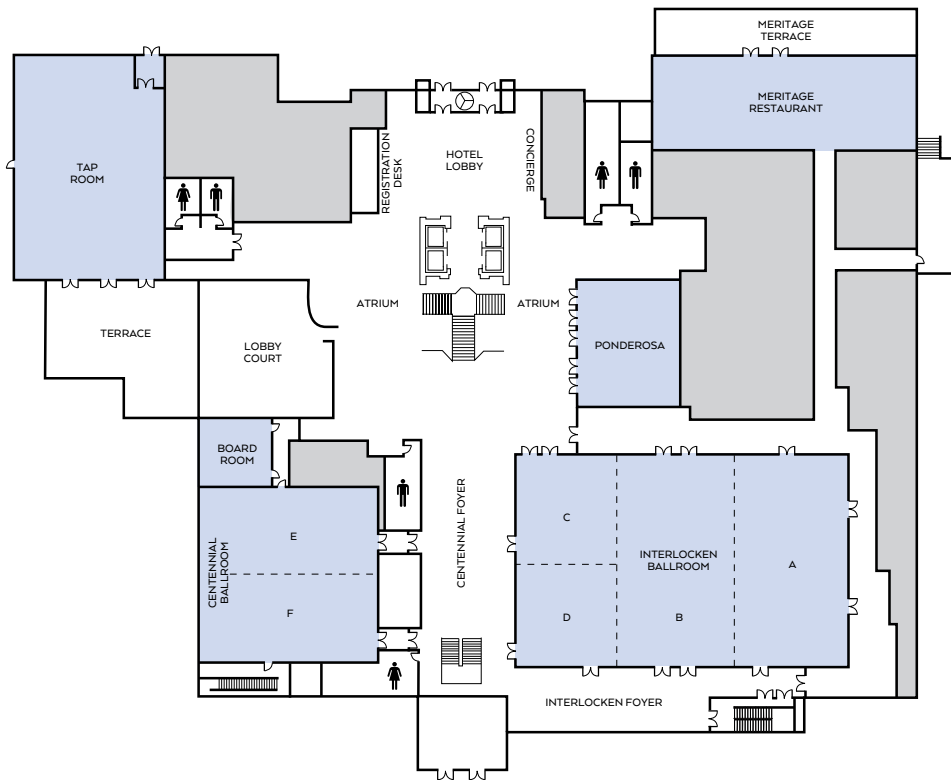 MERITAGE
TERRACE
MERITAGE
RESTAURANT
TAP
ROOM
REGISTRATION
DESK
HOTEL
LOBBY
CONCIERGE
ATRIUM
ATRIUM
TERRACE
LOBBY
COURT
PONDEROSA
BOARD
ROOM
CENTENNIAL
BALLROOM
E
F
CENTENNIAL FOYER
C
D
INTERLOCKEN
BALLROOM
B
A
INTERLOCKEN FOYER